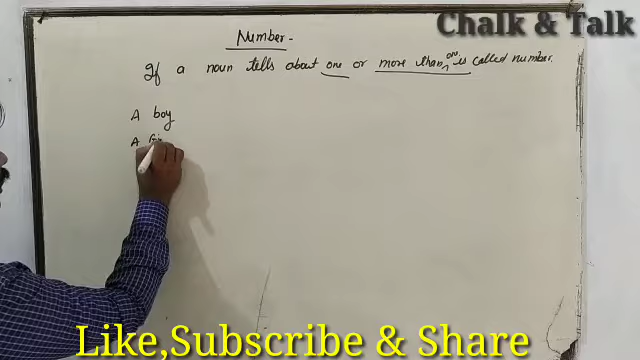 Chalk & Talk
Number -
If a noun tells about one or more than one is called number.
A boy
A Gi
Like,Subscribe & Share